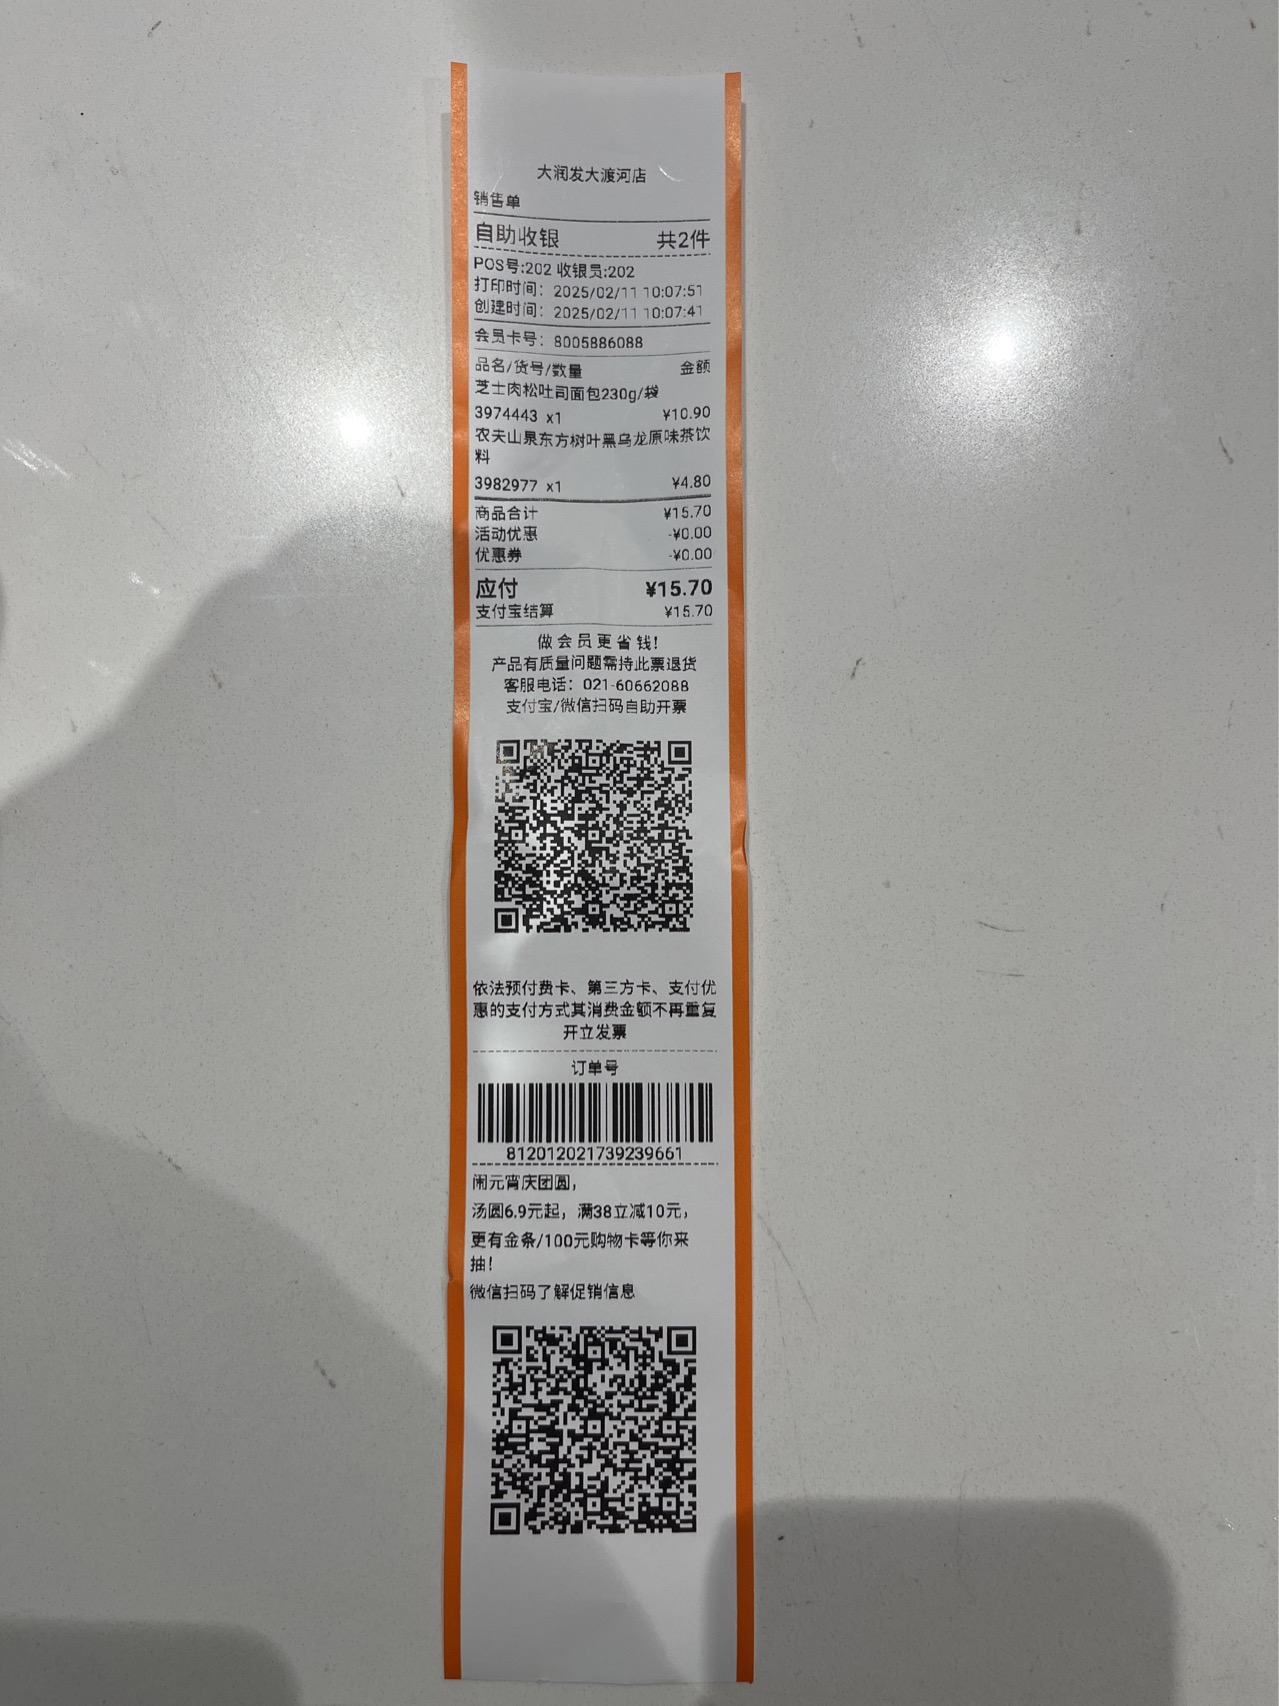 大润发大渡河店
销售单
自助收银 共2件
POS号:202 收银员:202
打印时间: 2025/02/11 10:07:51
创建时间: 2025/02/11 10:07:41
会员卡号: 8005886088
品名/货号/数量 金额
芝士肉松吐司面包230g/袋
3974443 x1 ¥10.90
农夫山泉东方树叶黑乌龙原味茶饮
料
3982977 x1 ¥4.80
商品合计 ¥15.70
活动优惠 -¥0.00
优惠券 -¥0.00
应付 ¥15.70
支付宝结算 ¥15.70
做会员更省钱!
产品有质量问题需持此票退货
客服电话: 021-60662088
支付宝/微信扫码自助开票
依法预付费卡、第三方卡、支付优
惠的支付方式其消费金额不再重复
开立发票
订单号
812012021739239661
闹元宵庆团圆,
汤圆6.9元起, 满38立减10元,
更有金条/100元购物卡等你来
抽!
微信扫码了解促销信息